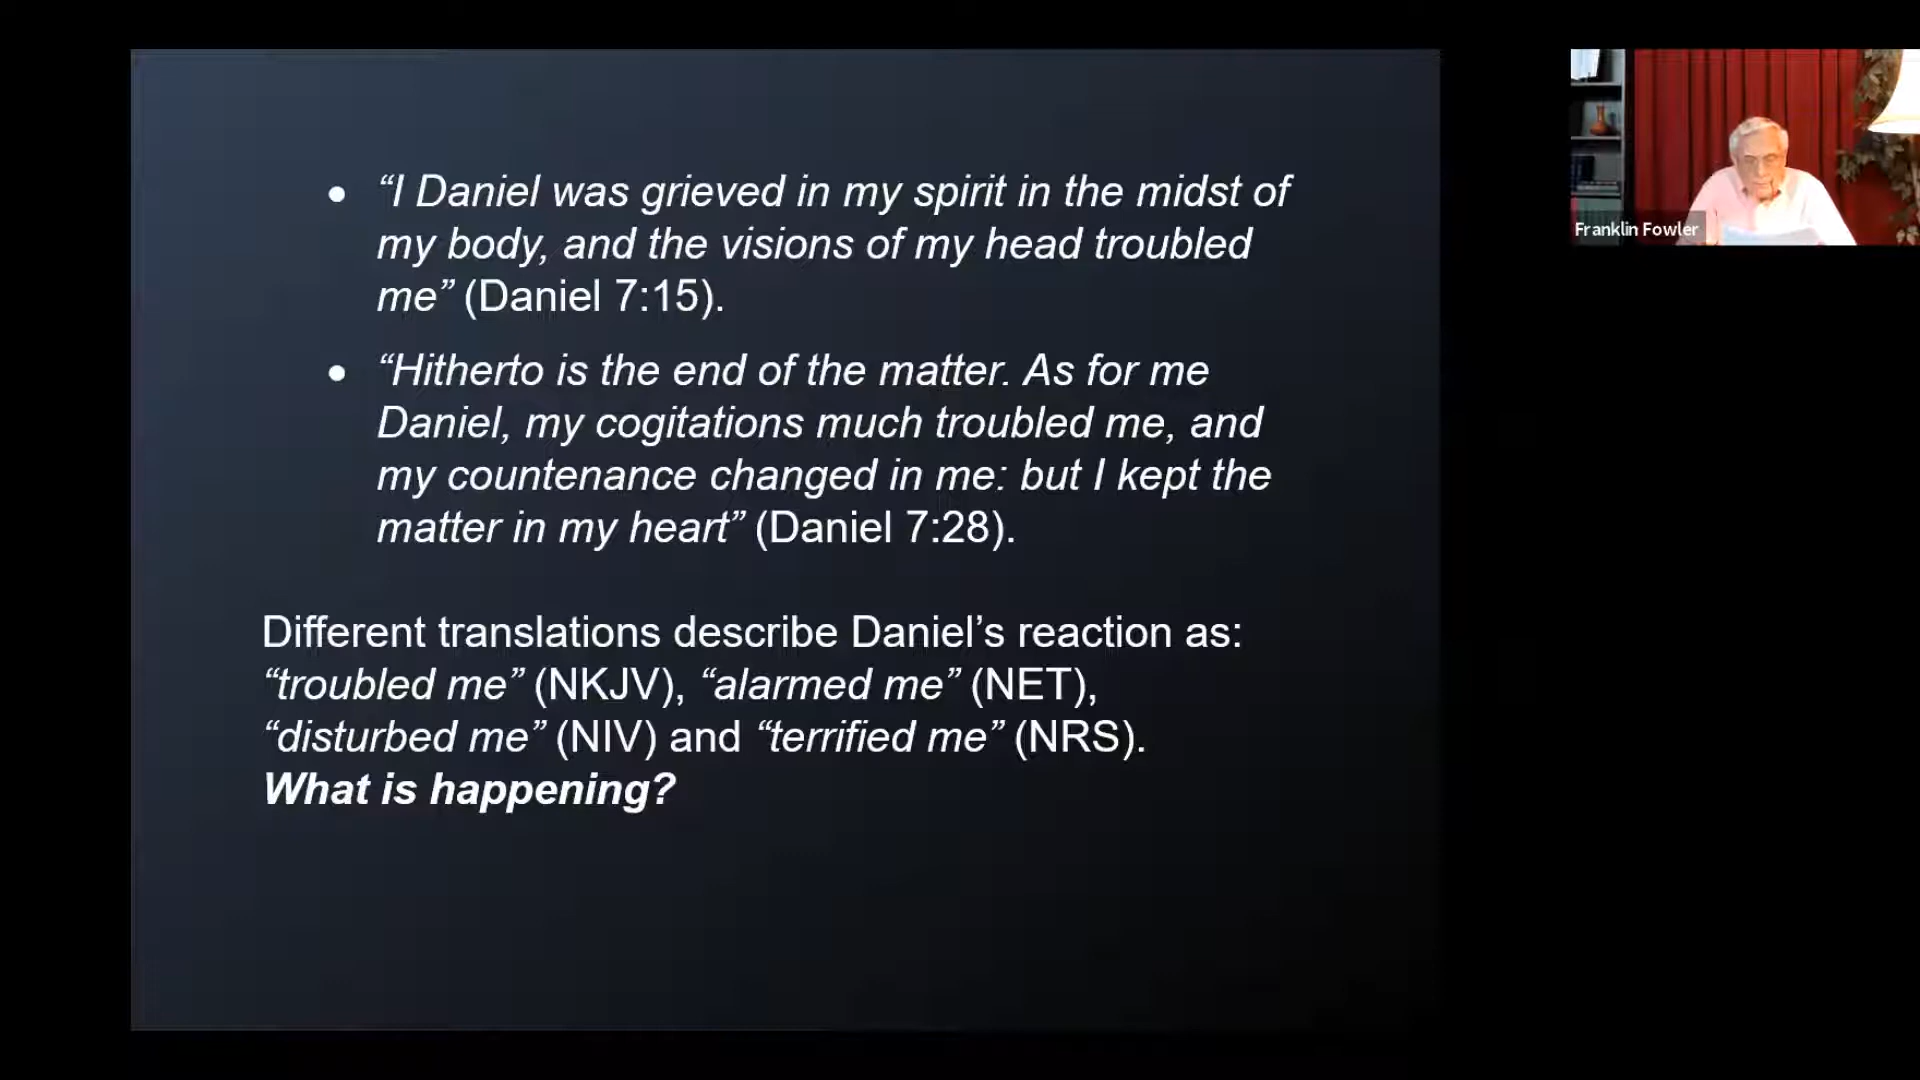 • “I Daniel was grieved in my spirit in the midst of
my body, and the visions of my head troubled
me” (Daniel 7:15).
• “Hitherto is the end of the matter. As for me
Daniel, my cogitations much troubled me, and
my countenance changed in me: but I kept the
matter in my heart” (Daniel 7:28).
Different translations describe Daniel’s reaction as:
“troubled me” (NKJV), “alarmed me” (NET),
“disturbed me” (NIV) and “terrified me” (NRS).
What is happening?
Franklin Fowler